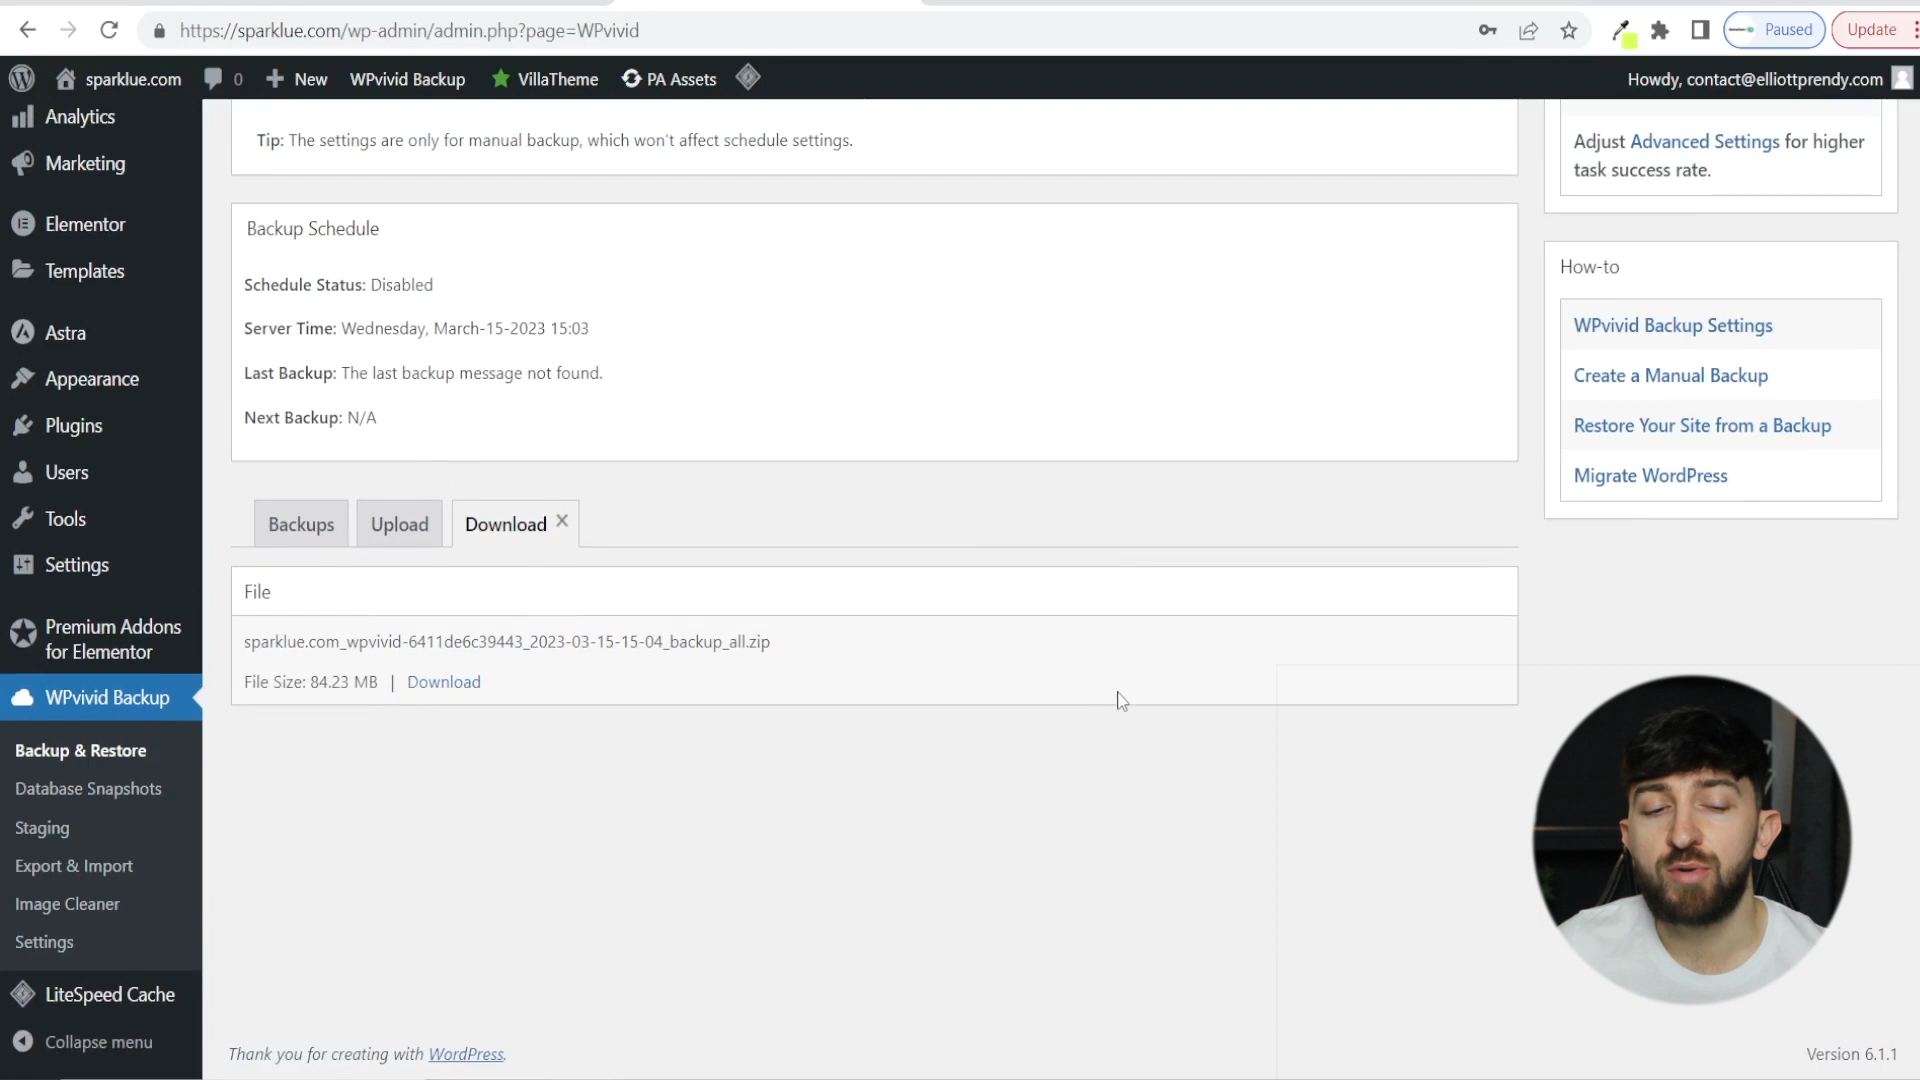 https://sparklue.com/wp-admin/admin.php?page=WPvivid
Paused
Update
sparklue.com
0
New
WPvivid Backup
VillaTheme
PA Assets
Howdy, contact@elliottprendy.com
Analytics
Marketing
Elementor
Templates
Astra
Appearance
Plugins
Users
Tools
Settings
Premium Addons
for Elementor
WPvivid Backup
Backup & Restore
Database Snapshots
Staging
Export & Import
Image Cleaner
Settings
LiteSpeed Cache
Collapse menu
Tip: The settings are only for manual backup, which won't affect schedule settings.
Backup Schedule
Schedule Status: Disabled
Server Time: Wednesday, March-15-2023 15:03
Last Backup: The last backup message not found.
Next Backup: N/A
Backups
Upload
Download
File
sparklue.com_wpvivid-6411de6c39443_2023-03-15-15-04_backup_all.zip
File Size: 84.23 MB | Download
Adjust Advanced Settings for higher
task success rate.
How-to
WPvivid Backup Settings
Create a Manual Backup
Restore Your Site from a Backup
Migrate WordPress
Thank you for creating with WordPress.
Version 6.1.1